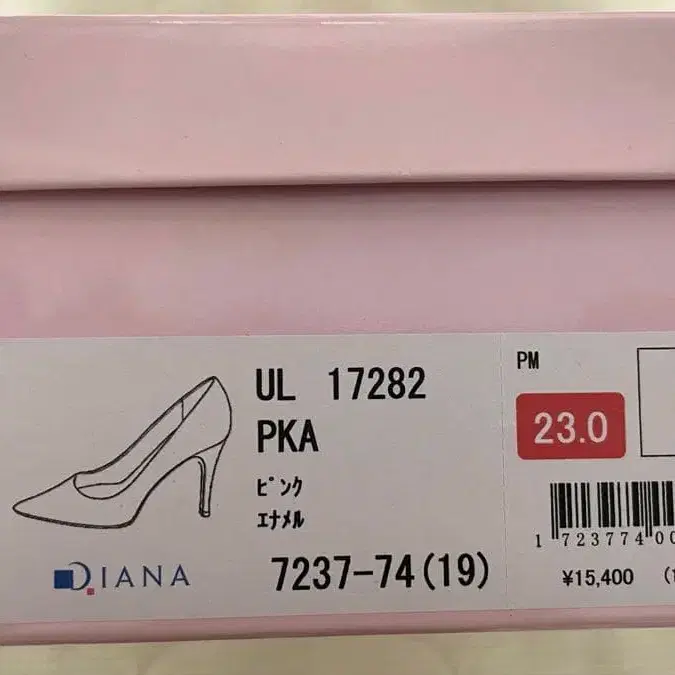 UL 17282
PKA
ﾋﾟﾝｸ
ｴﾅﾒﾙ
7237-74(19)
DIANA
PM
23.0
1 723774 00
¥15,400